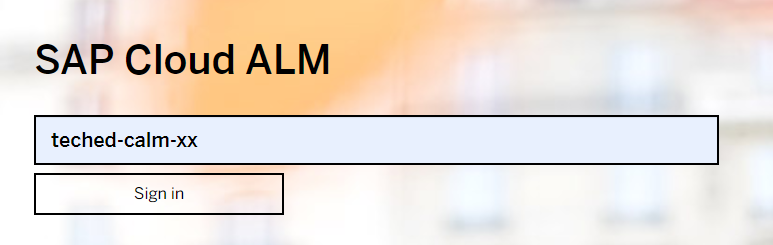 SAP Cloud ALM
teched-calm-xx
Sign in